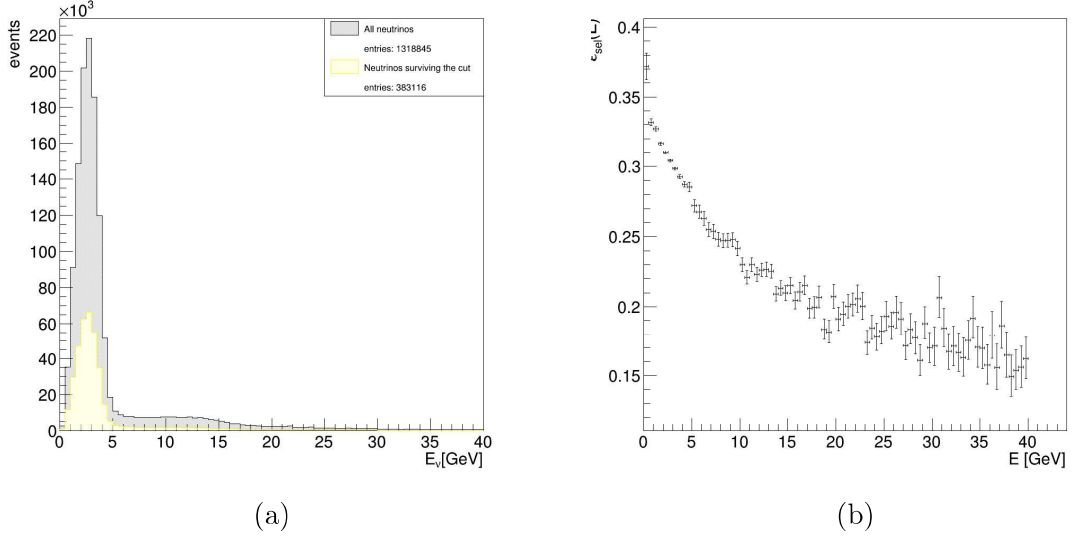 ×10³
events
220
200
180
160
140
120
100
80
60
40
20
0
0 5 10 15 20 25 30 35 40
Eν[GeV]
All neutrinos
entries: 1318845
Neutrinos surviving the cut
entries: 383116
(a)
0.4
0.35
0.3
0.25
0.2
0.15
0 5 10 15 20 25 30 35 40
E [GeV]
(b)